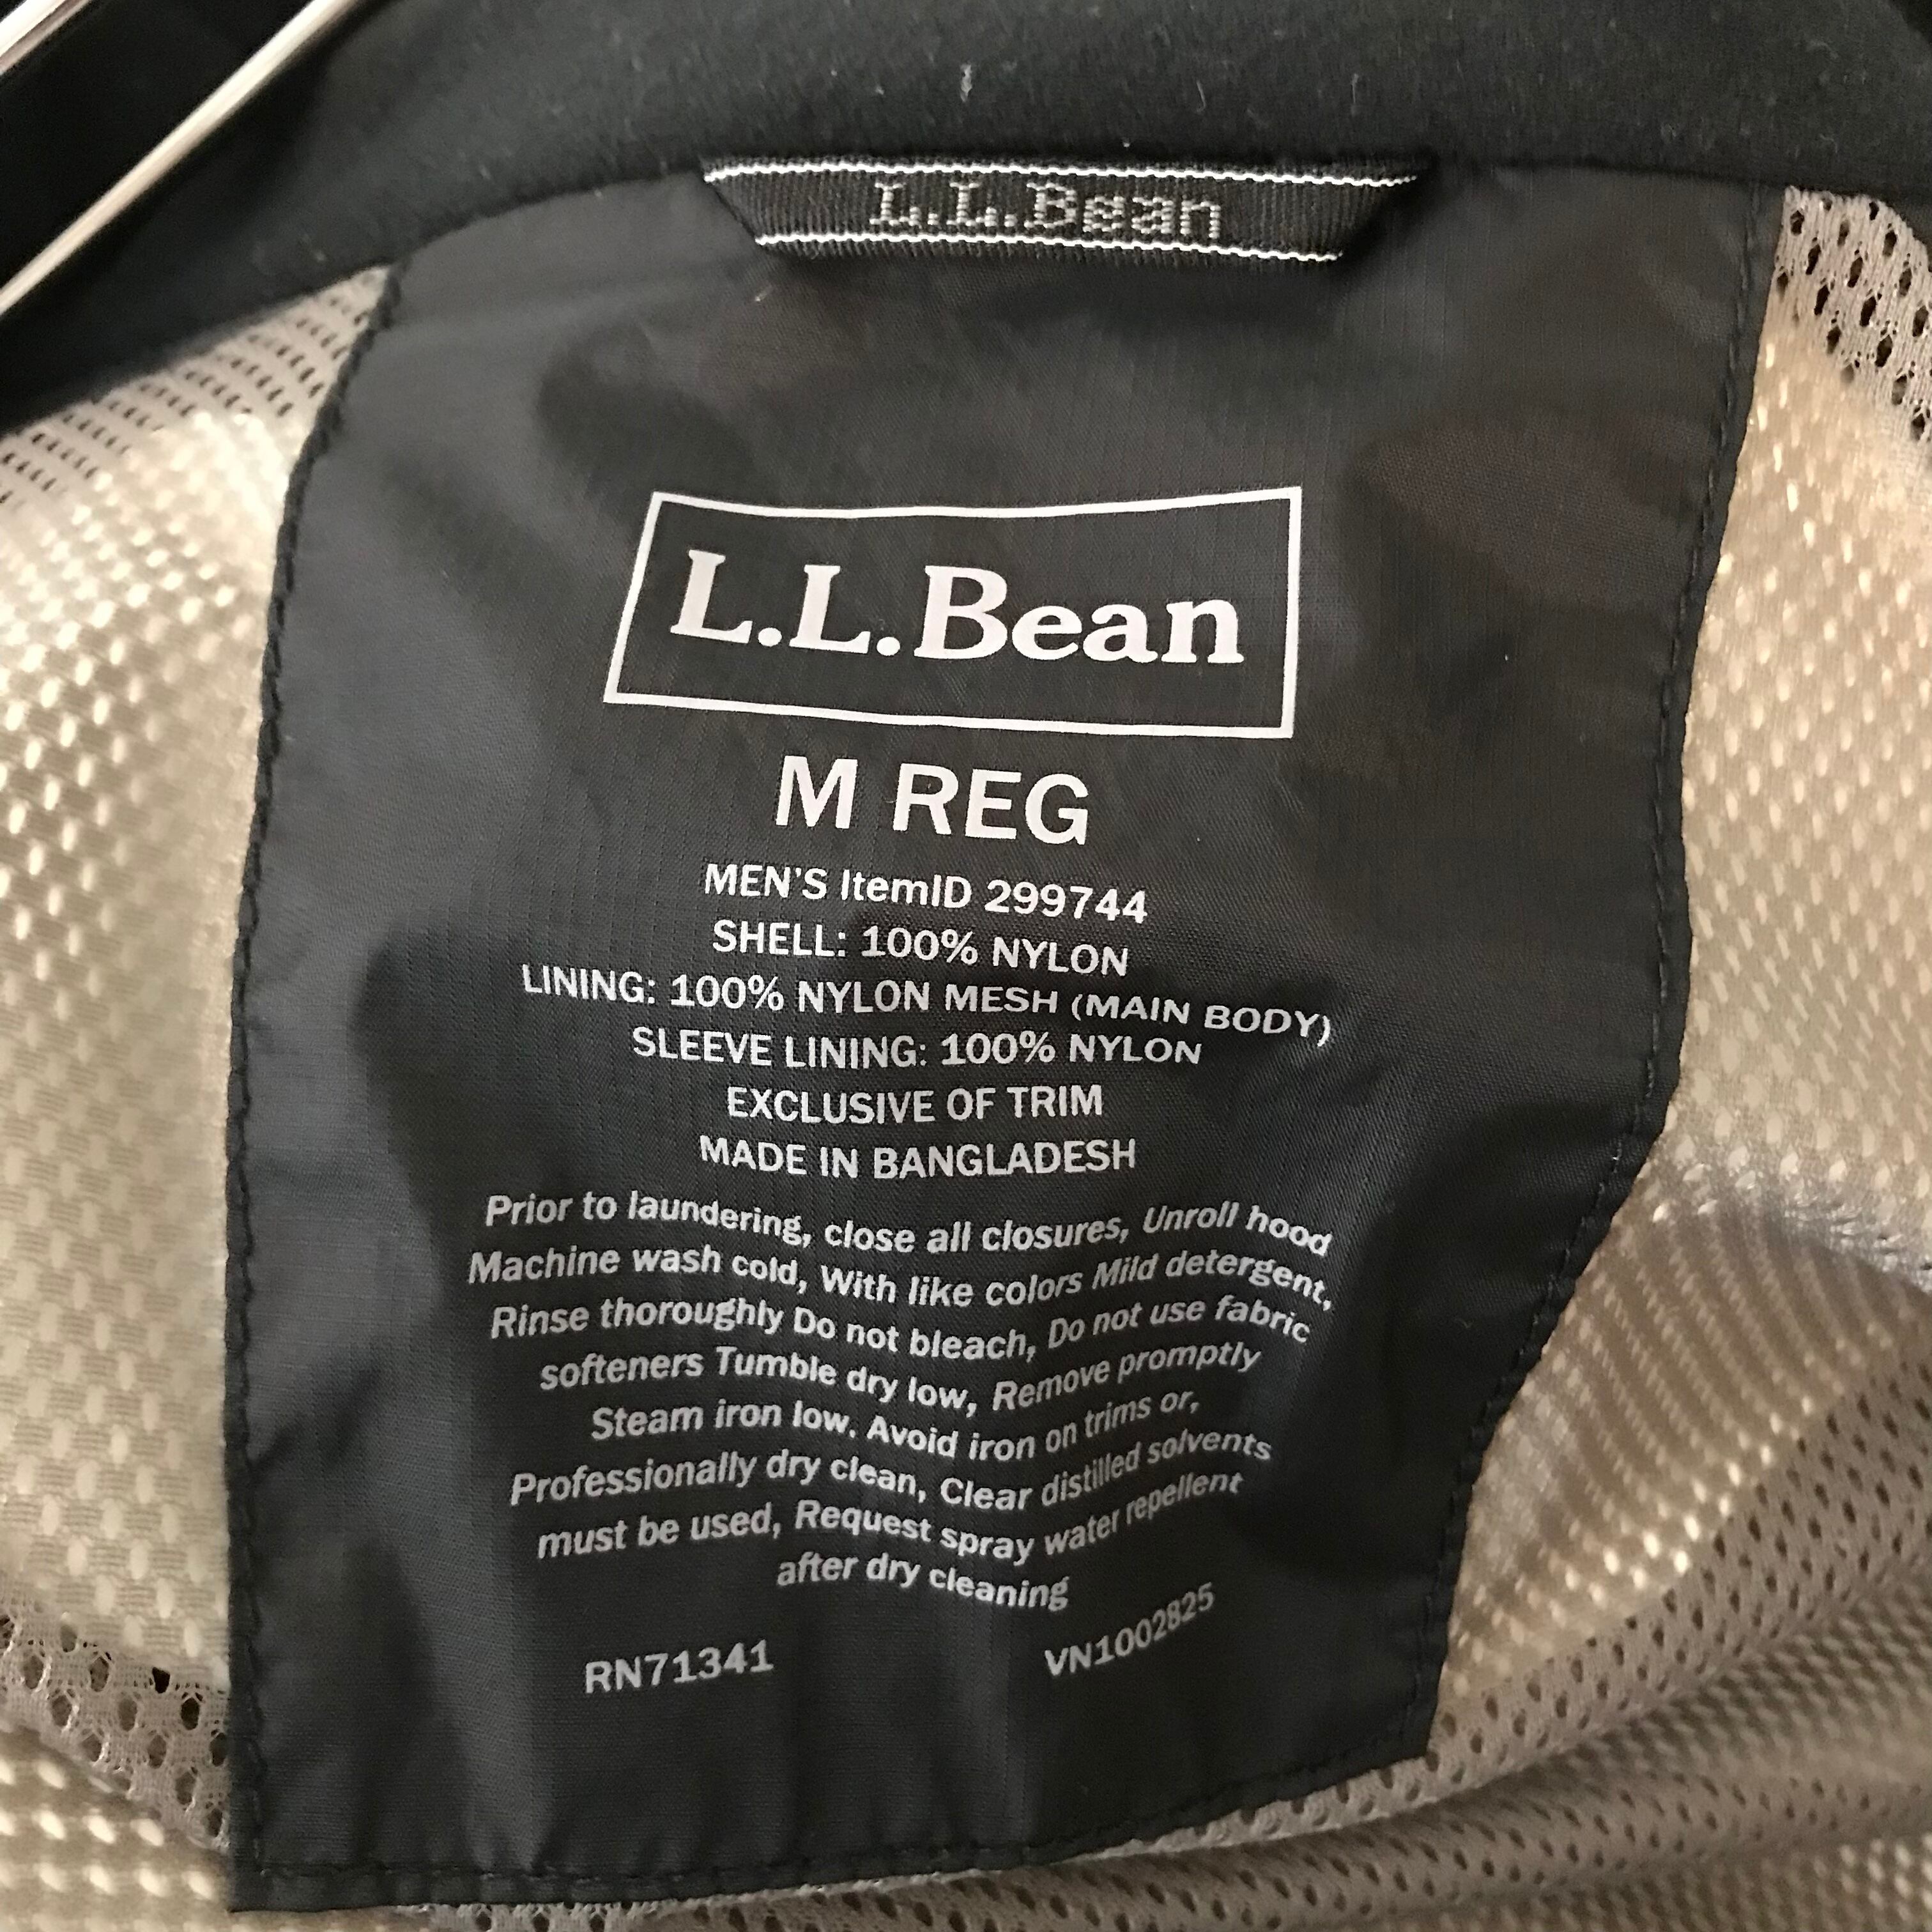 L.L.Bean
L.L.Bean
M REG
MEN'S ItemID 299744
SHELL: 100% NYLON
LINING: 100% NYLON MESH (MAIN BODY)
SLEEVE LINING: 100% NYLON
EXCLUSIVE OF TRIM
MADE IN BANGLADESH
Prior to laundering, close all closures, Unroll hood
Machine wash cold, With like colors Mild detergent,
Rinse thoroughly Do not bleach, Do not use fabric
softeners Tumble dry low, Remove promptly
Steam iron low. Avoid iron on trims or,
Professionally dry clean, Clear distilled solvents
must be used, Request spray water repellent
after dry cleaning
RN71341 VN1002825